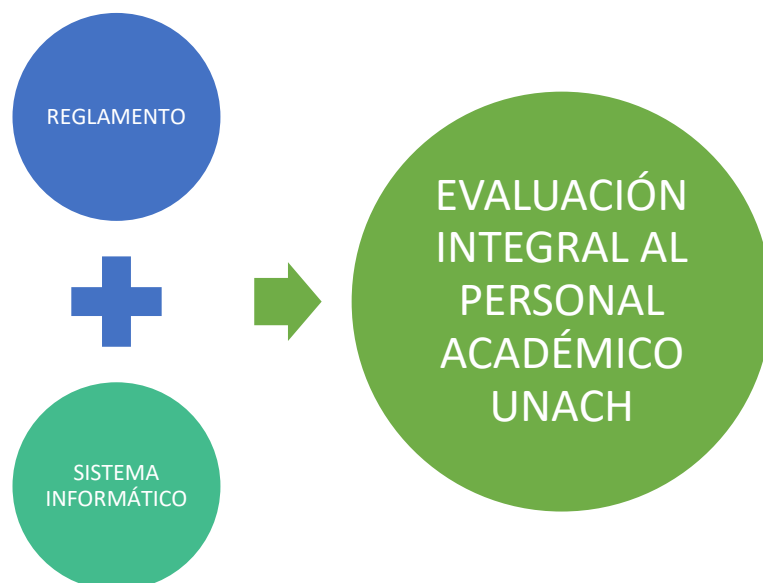 REGLAMENTO
SISTEMA
INFORMÁTICO
EVALUACIÓN
INTEGRAL AL
PERSONAL
ACADÉMICO
UNACH